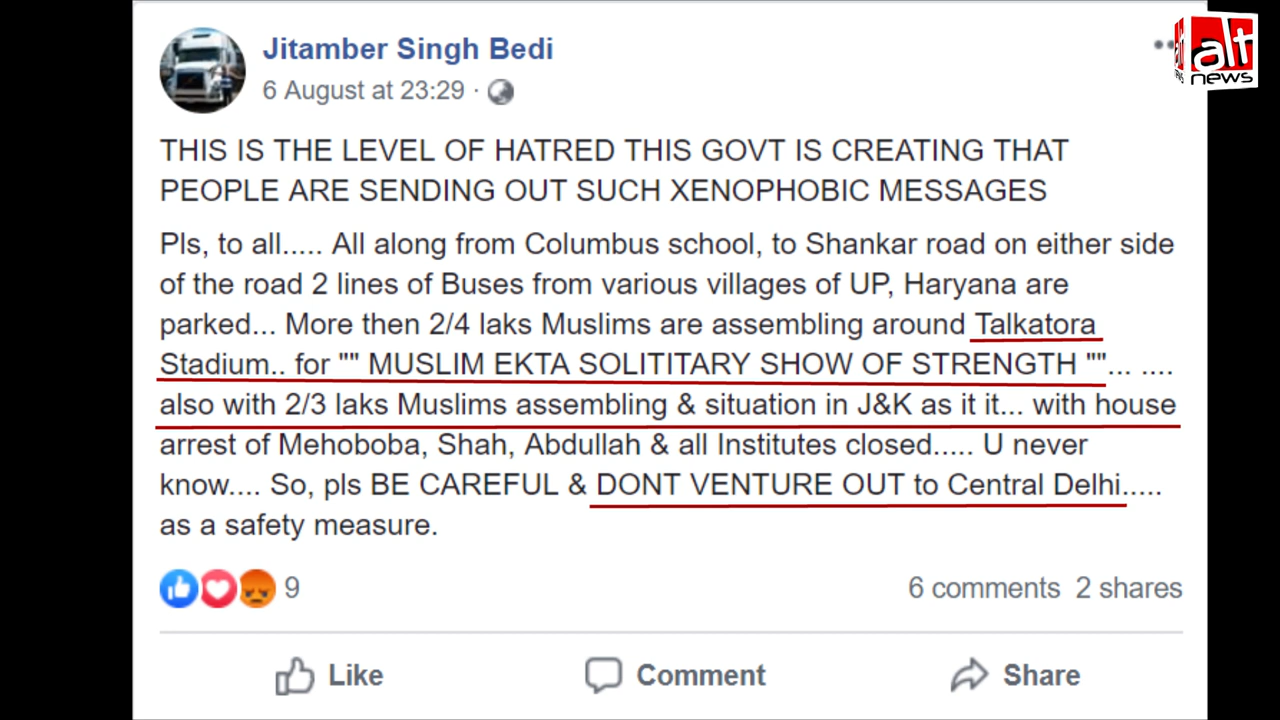 Jitamber Singh Bedi
6 August at 23:29 ·
alt
news
NEWS
THIS IS THE LEVEL OF HATRED THIS GOVT IS CREATING THAT
PEOPLE ARE SENDING OUT SUCH XENOPHOBIC MESSAGES
Pls, to all..... All along from Columbus school, to Shankar road on either side
of the road 2 lines of Buses from various villages of UP, Haryana are
parked... More then 2/4 laks Muslims are assembling around Talkatora
Stadium.. for "" MUSLIM EKTA SOLITITARY SHOW OF STRENGTH ""... ....
also with 2/3 laks Muslims assembling & situation in J&K as it it... with house
arrest of Mehoboba, Shah, Abdullah & all Institutes closed..... U never
know.... So, pls BE CAREFUL & DONT VENTURE OUT to Central Delhi.....
as a safety measure.
9
6 comments 2 shares
Like Comment Share